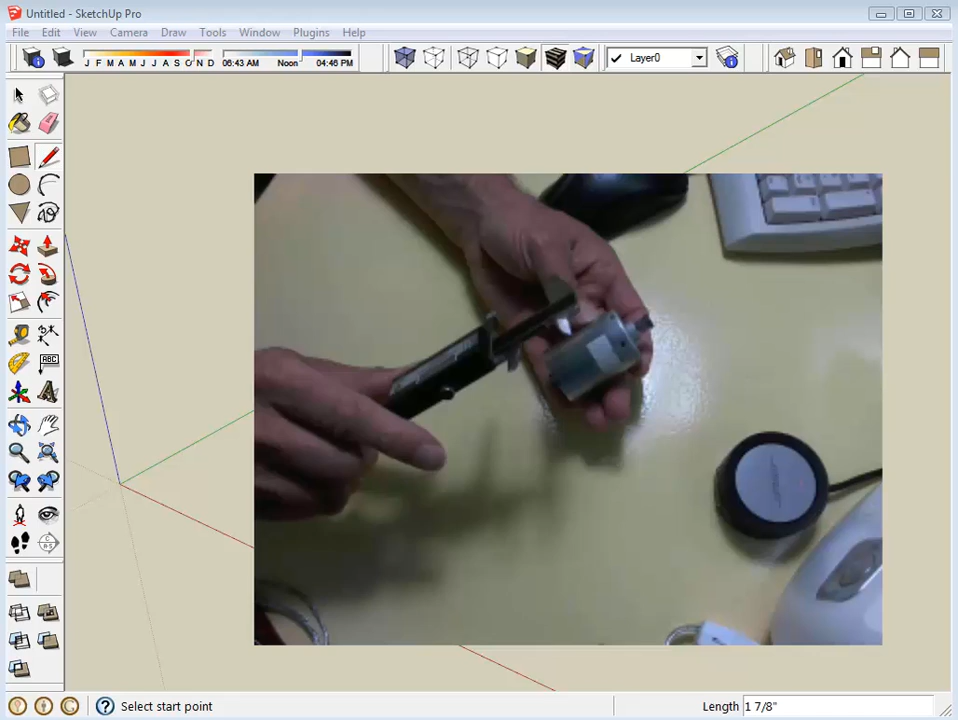 Untitled - SketchUp Pro
File Edit View Camera Draw Tools Window Plugins Help
J F M A M J J A S O N D
06:43 AM Noon 04:46 PM
Layer0
ABC
Select start point
Length 1 7/8"